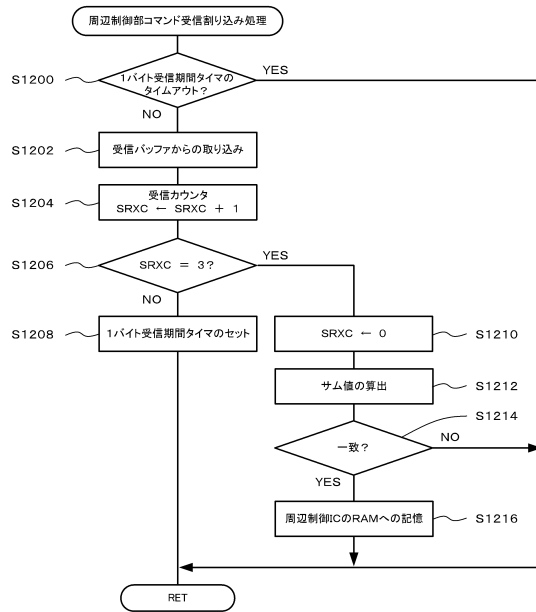 周辺制御部コマンド受信割り込み処理
S1200
1バイト受信期間タイマの
タイムアウト?
YES
NO
S1202
受信バッファからの取り込み
S1204
受信カウンタ
SRXC ← SRXC + 1
S1206
SRXC = 3?
YES
NO
S1208
1バイト受信期間タイマのセット
SRXC ← 0
S1210
サム値の算出
S1212
S1214
一致?
NO
YES
周辺制御ICのRAMへの記憶
S1216
RET